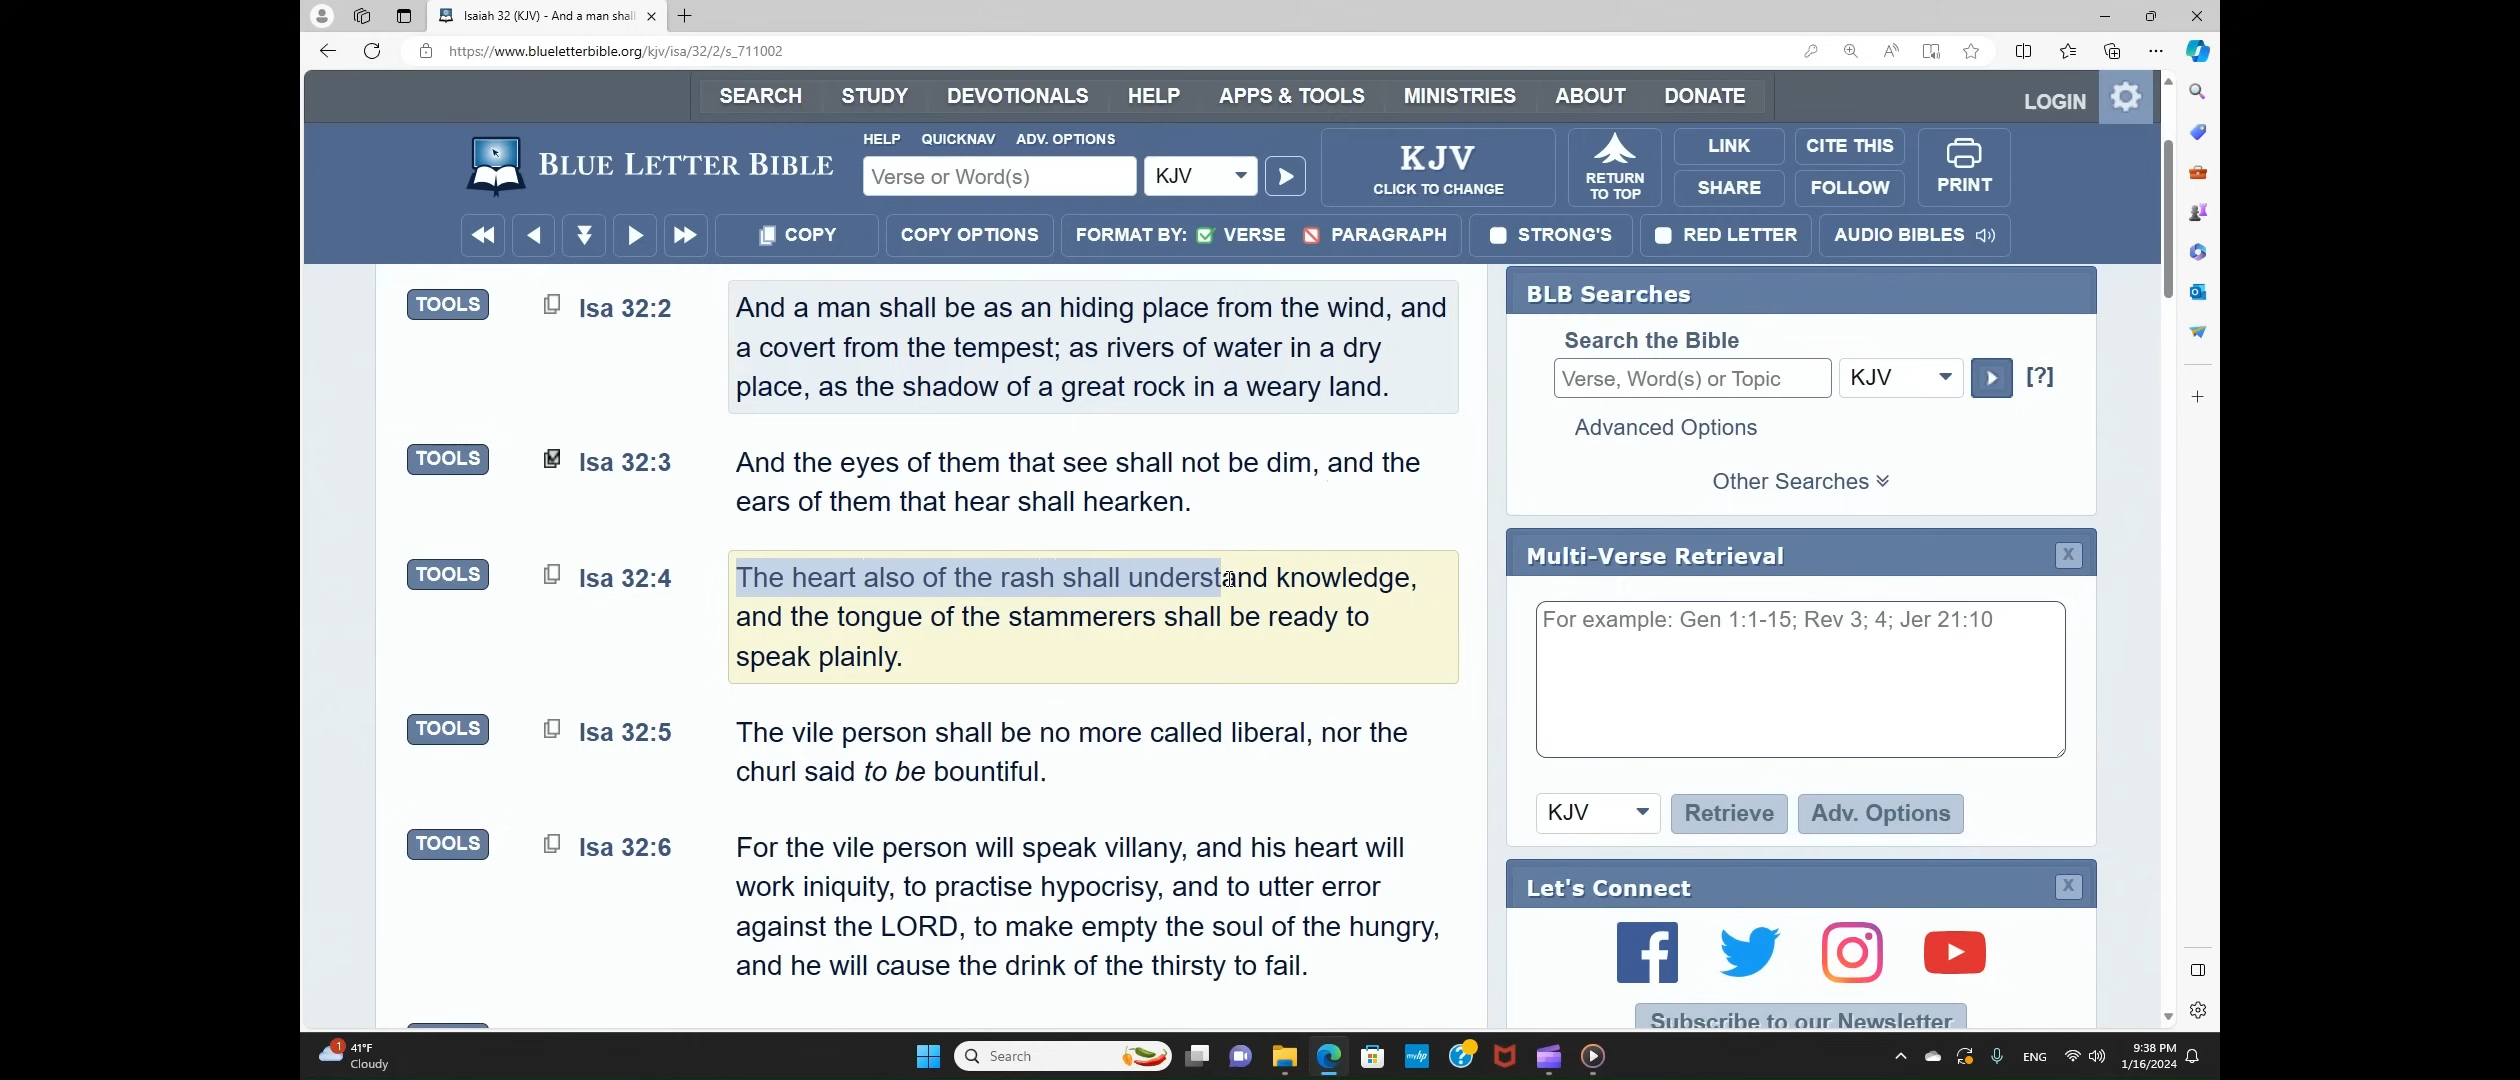 Isaiah 32 (KJV) - And a man shall
https://www.blueletterbible.org/kjv/isa/32/2/s_711002
SEARCH STUDY DEVOTIONALS HELP APPS & TOOLS MINISTRIES ABOUT DONATE
LOGIN
BLUE LETTER BIBLE
HELP QUICKNAV ADV. OPTIONS
Verse or Word(s)
KJV
KJV
CLICK TO CHANGE
RETURN
TO TOP
LINK
CITE THIS
SHARE
FOLLOW
PRINT
COPY
COPY OPTIONS
FORMAT BY: VERSE PARAGRAPH
STRONG'S
RED LETTER
AUDIO BIBLES
TOOLS
Isa 32:2
And a man shall be as an hiding place from the wind, and
a covert from the tempest; as rivers of water in a dry
place, as the shadow of a great rock in a weary land.
TOOLS
Isa 32:3
And the eyes of them that see shall not be dim, and the
ears of them that hear shall hearken.
TOOLS
Isa 32:4
The heart also of the rash shall understand knowledge,
and the tongue of the stammerers shall be ready to
speak plainly.
TOOLS
Isa 32:5
The vile person shall be no more called liberal, nor the
churl said to be bountiful.
TOOLS
Isa 32:6
For the vile person will speak villany, and his heart will
work iniquity, to practise hypocrisy, and to utter error
against the LORD, to make empty the soul of the hungry,
and he will cause the drink of the thirsty to fail.
BLB Searches
Search the Bible
Verse, Word(s) or Topic
KJV
[?]
Advanced Options
Other Searches
Multi-Verse Retrieval
X
For example: Gen 1:1-15; Rev 3; 4; Jer 21:10
KJV
Retrieve
Adv. Options
Let's Connect
X
Subscribe to our Newsletter
1
41°F
Cloudy
Search
myhp
ENG
9:38 PM
1/16/2024